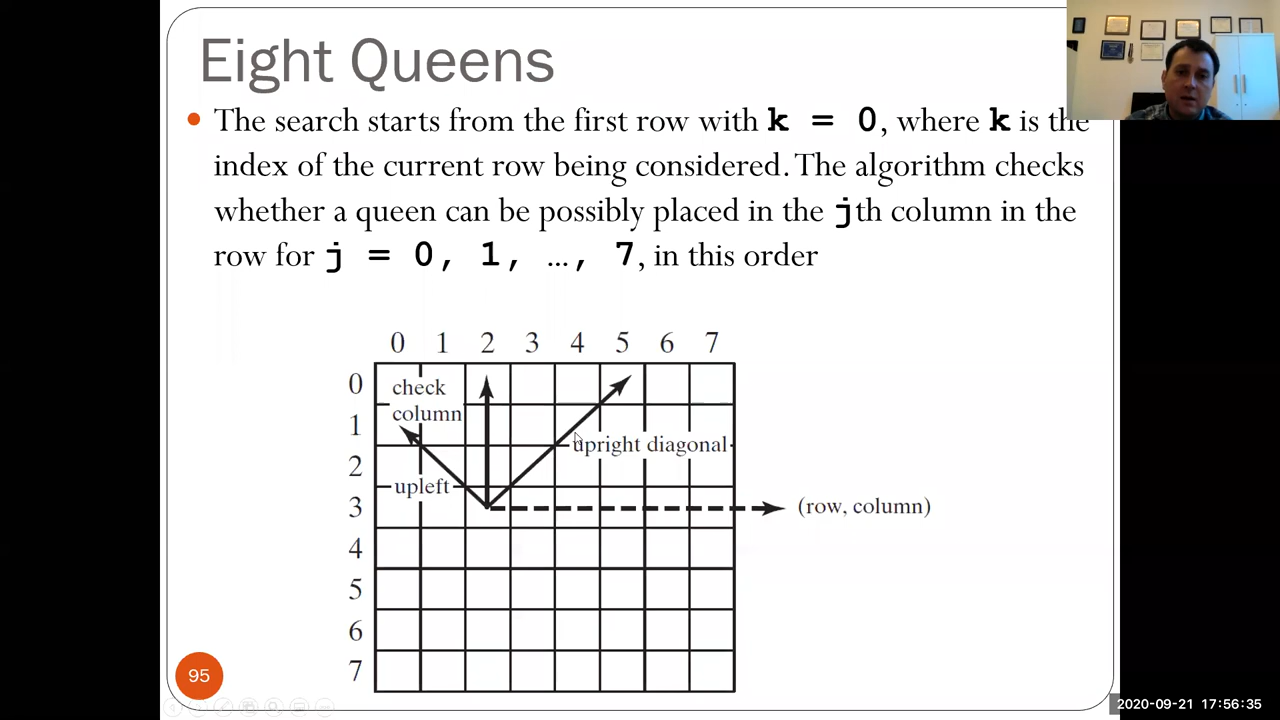 Eight Queens
The search starts from the first row with k = 0, where k is the
index of the current row being considered. The algorithm checks
whether a queen can be possibly placed in the jth column in the
row for j = 0, 1, …, 7, in this order
0 1 2 3 4 5 6 7
0
check
column
1
upright diagonal
2
upleft
3
(row, column)
4
5
6
7
95
2020-09-21 17:56:35